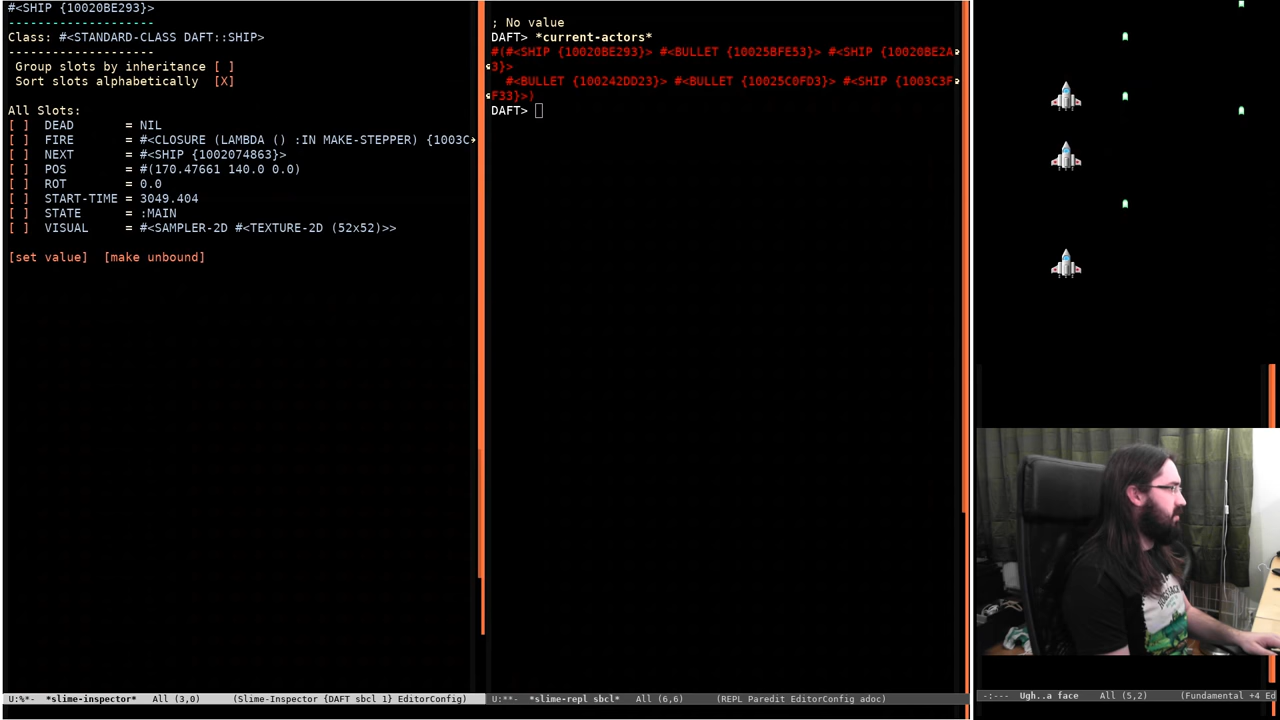 #<SHIP {10020BE293}>
--------------------
Class: #<STANDARD-CLASS DAFT::SHIP>
--------------------
Group slots by inheritance [ ]
Sort slots alphabetically  [X]
All Slots:
[ ]  DEAD       = NIL
[ ]  FIRE       = #<CLOSURE (LAMBDA () :IN MAKE-STEPPER) {1003C
[ ]  NEXT       = #<SHIP {1002074863}>
[ ]  POS        = #(170.47661 140.0 0.0)
[ ]  ROT        = 0.0
[ ]  START-TIME = 3049.404
[ ]  STATE      = :MAIN
[ ]  VISUAL     = #<SAMPLER-2D #<TEXTURE-2D (52x52)>>
[set value]  [make unbound]
U:%*-  *slime-inspector*   All (3,0)      (Slime-Inspector {DAFT sbcl 1} EditorConfig)
; No value
DAFT> *current-actors*
#(#<SHIP {10020BE293}> #<BULLET {10025BFE53}> #<SHIP {10020BE2A
3}>
#<BULLET {100242DD23}> #<BULLET {10025C0FD3}> #<SHIP {1003C3F
F33}>)
DAFT>
U:**-  *slime-repl sbcl*   All (6,6)      (REPL Paredit EditorConfig adoc)
-:---  Ugh..a face    All (5,2)      (Fundamental +4 Ed